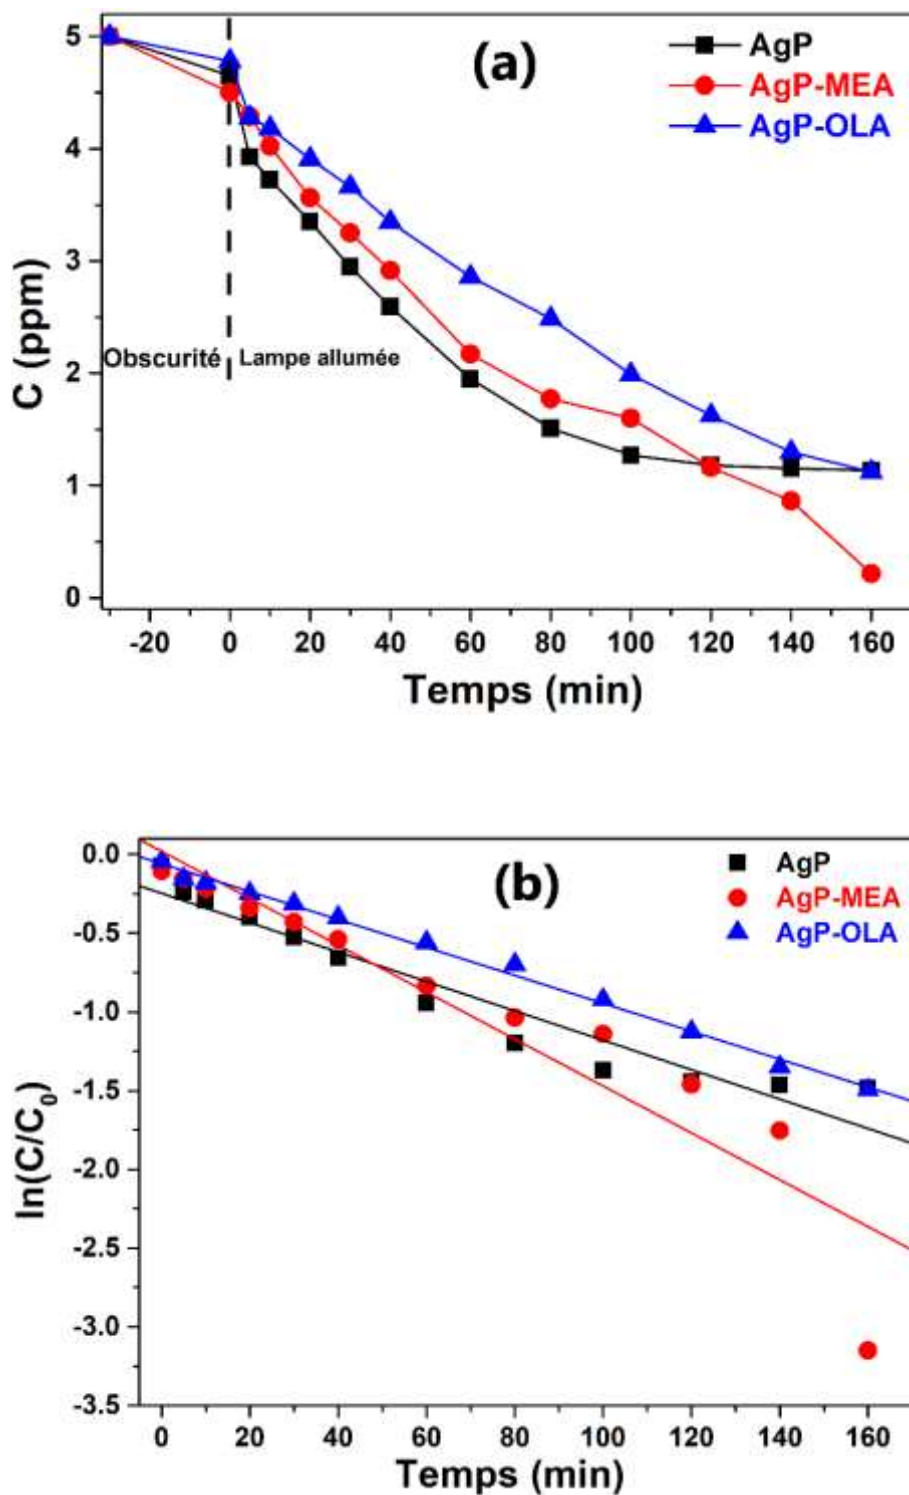 (a)
AgP
AgP-MEA
AgP-OLA
5
4
3
2
1
0
C (ppm)
Obscurité
Lampe allumée
-20 0 20 40 60 80 100 120 140 160
Temps (min)
(b)
AgP
AgP-MEA
AgP-OLA
0.0
-0.5
-1.0
-1.5
-2.0
-2.5
-3.0
-3.5
ln(C/C₀)
0 20 40 60 80 100 120 140 160
Temps (min)